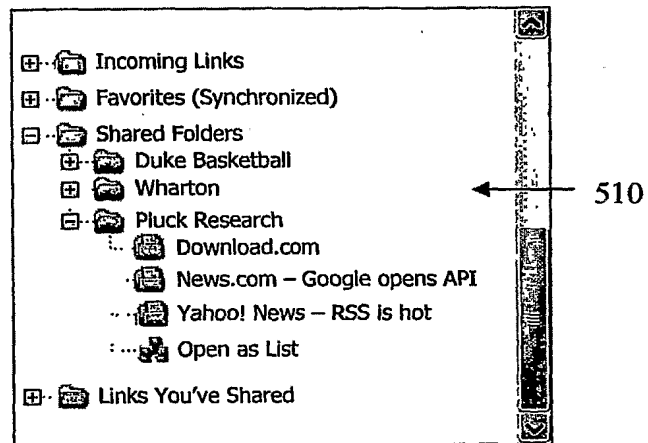 Incoming Links
Favorites (Synchronized)
Shared Folders
Duke Basketball
Wharton
510
Pluck Research
Download.com
News.com – Google opens API
Yahoo! News – RSS is hot
Open as List
Links You've Shared